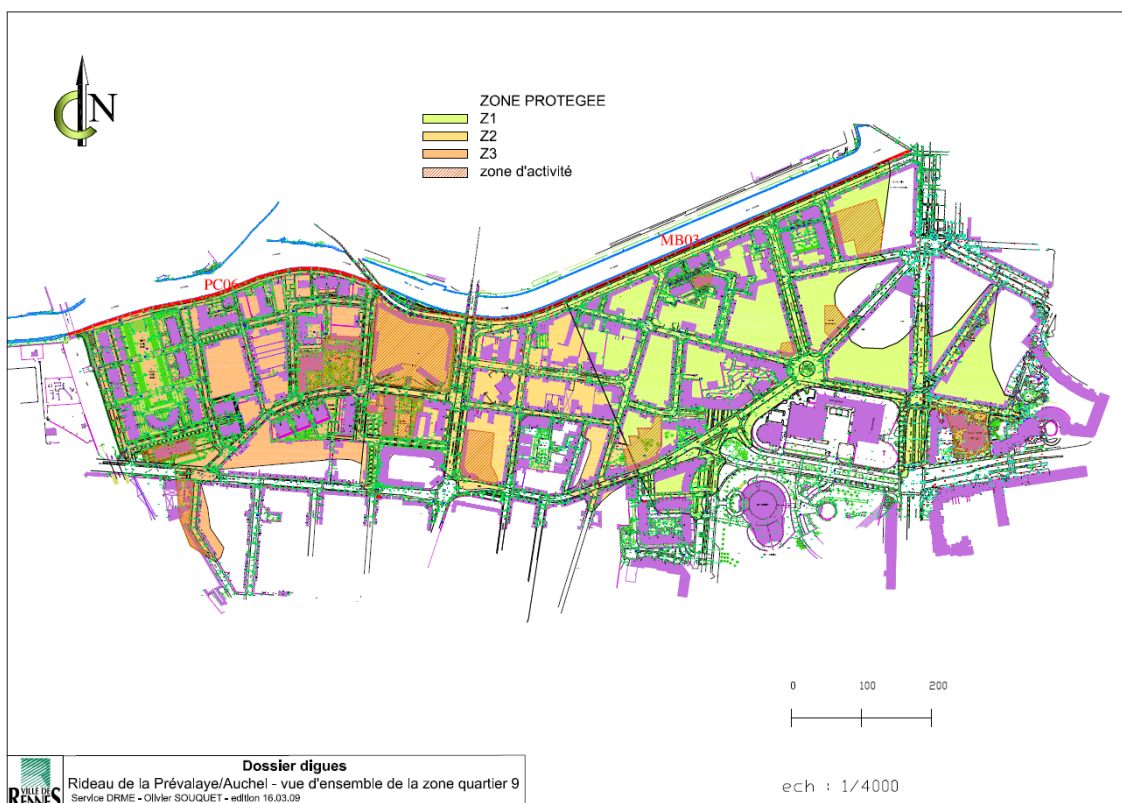 N
ZONE PROTEGEE
Z1
Z2
Z3
zone d'activité
MB03
PC06
0 100 200
ech : 1/4000
VILLE DE
RENNES
Dossier digues
Rideau de la Prévalaye/Auchel - vue d'ensemble de la zone quartier 9
Service DRME - Olivier SOUQUET - edition 16.03.09